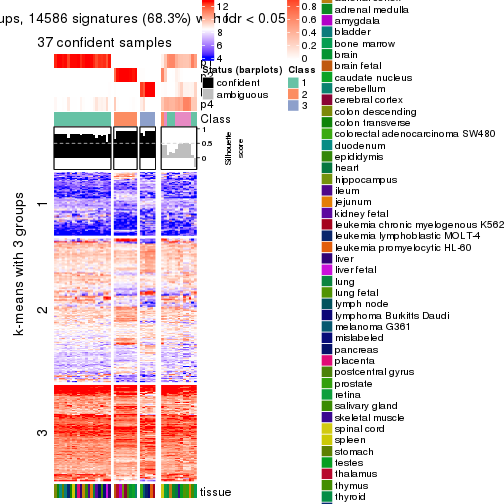 ups, 14586 signatures (68.3%) with fdr < 0.05
37 confident samples
p4
Class
1
0.5
0
Silhouette
score
k-means with 3 groups
1
2
3
tissue
12
10
8
6
4
Status (barplots)
confident
ambiguous
0.8
0.6
0.4
0.2
0
Class
1
2
3
adrenal medulla
amygdala
bladder
bone marrow
brain
brain fetal
caudate nucleus
cerebellum
cerebral cortex
colon descending
colon transverse
colorectal adenocarcinoma SW480
duodenum
epididymis
heart
hippocampus
ileum
jejunum
kidney fetal
leukemia chronic myelogenous K562
leukemia lymphoblastic MOLT-4
leukemia promyelocytic HL-60
liver
liver fetal
lung
lung fetal
lymph node
lymphoma Burkitts Daudi
melanoma G361
mislabeled
pancreas
placenta
postcentral gyrus
prostate
retina
salivary gland
skeletal muscle
spinal cord
spleen
stomach
testes
thalamus
thymus
thyroid